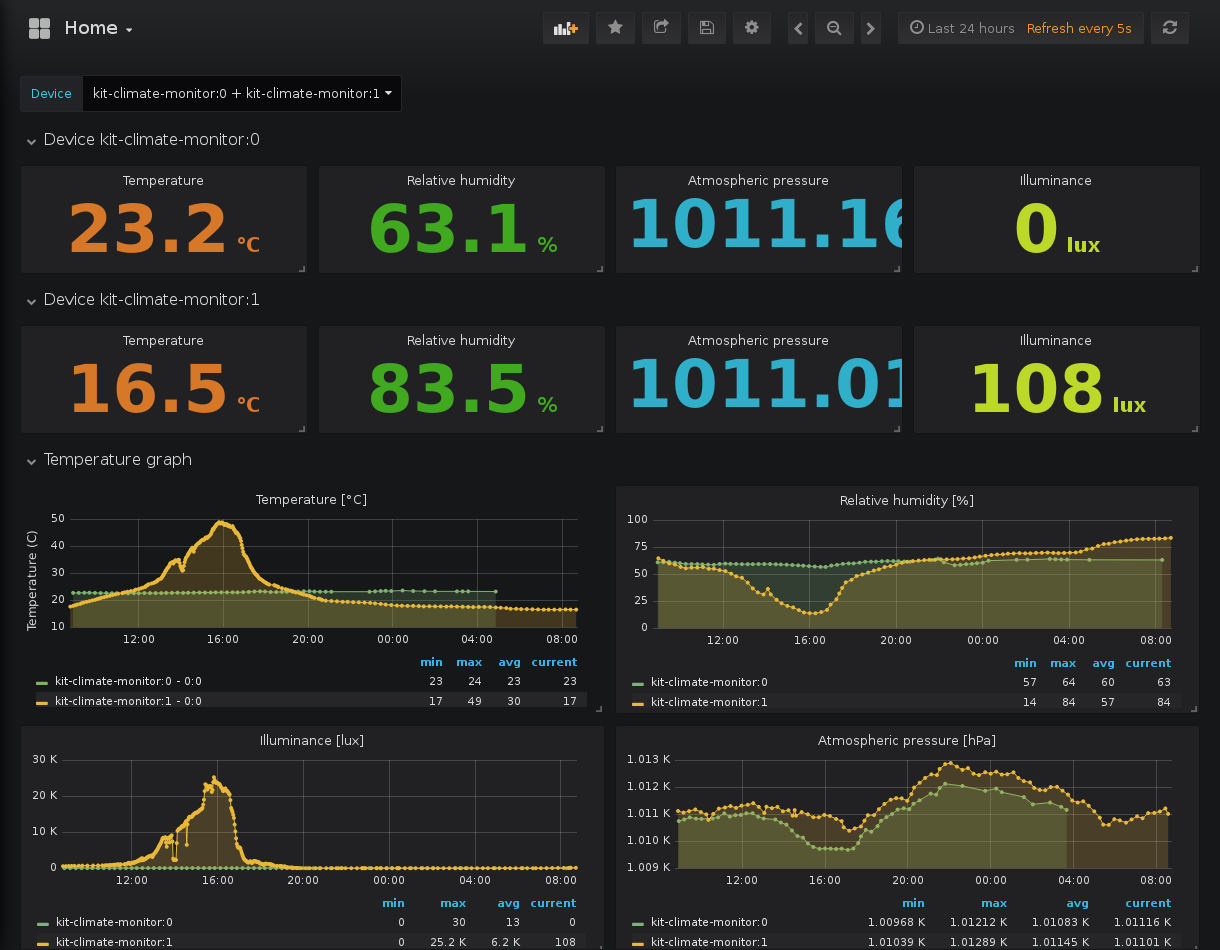 Home
Last 24 hours Refresh every 5s
Device kit-climate-monitor:0 + kit-climate-monitor:1
Device kit-climate-monitor:0
Temperature Relative humidity Atmospheric pressure Illuminance
23.2 °C 63.1 % 1011.16 0 lux
Device kit-climate-monitor:1
Temperature Relative humidity Atmospheric pressure Illuminance
16.5 °C 83.5 % 1011.01 108 lux
Temperature graph
Temperature [°C]
Temperature (C)
50
40
30
20
10
12:00 16:00 20:00 00:00 04:00 08:00
min max avg current
kit-climate-monitor:0 - 0:0 23 24 23 23
kit-climate-monitor:1 - 0:0 17 49 30 17
Relative humidity [%]
100
75
50
25
0
12:00 16:00 20:00 00:00 04:00 08:00
min max avg current
kit-climate-monitor:0 57 64 60 63
kit-climate-monitor:1 14 84 57 84
Illuminance [lux]
30 K
20 K
10 K
0
12:00 16:00 20:00 00:00 04:00 08:00
min max avg current
kit-climate-monitor:0 0 30 13 0
kit-climate-monitor:1 0 25.2 K 6.2 K 108
Atmospheric pressure [hPa]
1.013 K
1.012 K
1.011 K
1.010 K
1.009 K
12:00 16:00 20:00 00:00 04:00 08:00
min max avg current
kit-climate-monitor:0 1.00968 K 1.01212 K 1.01083 K 1.01116 K
kit-climate-monitor:1 1.01039 K 1.01289 K 1.01145 K 1.01101 K